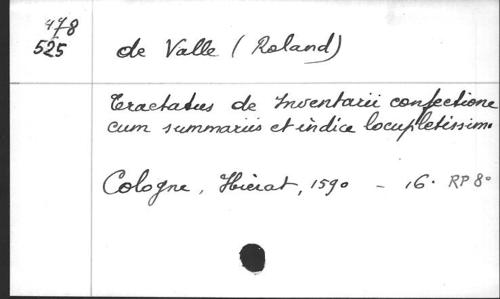 478
525
de Valle (Roland)
Tractatus de Inventarii confectione
cum summariis et indice locupletissimo
Cologne, Hiérat, 1590 - 16° RP 8°